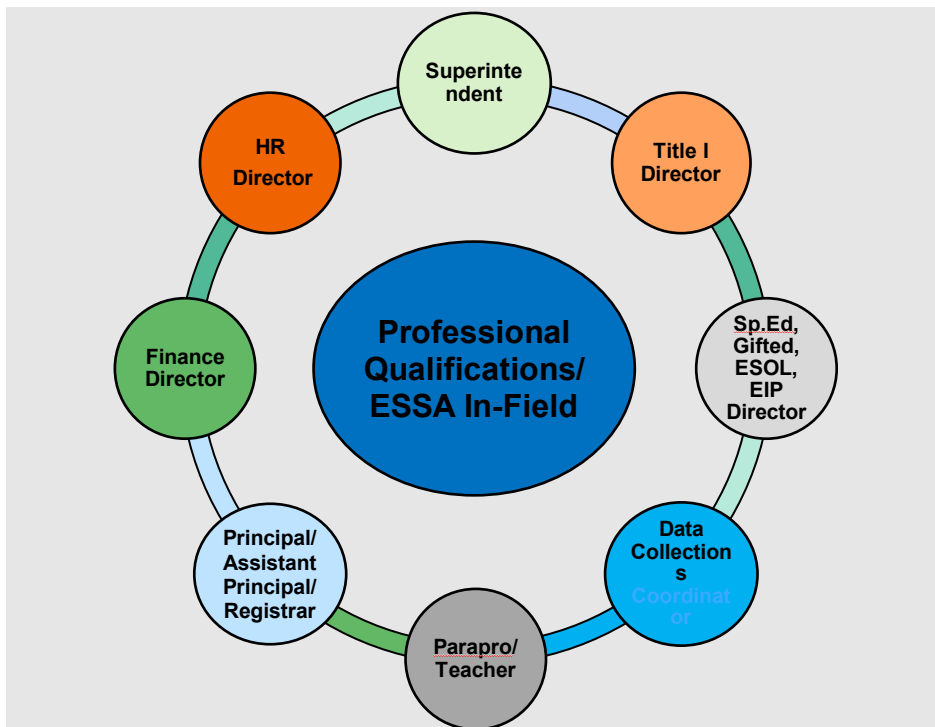 Superinte
ndent
HR
Director
Title I
Director
Professional
Qualifications/
ESSA In-Field
Finance
Director
Sp.Ed,
Gifted,
ESOL,
EIP
Director
Principal/
Assistant
Principal/
Registrar
Data
Collection
s
Coordinat
or
Parapro/
Teacher